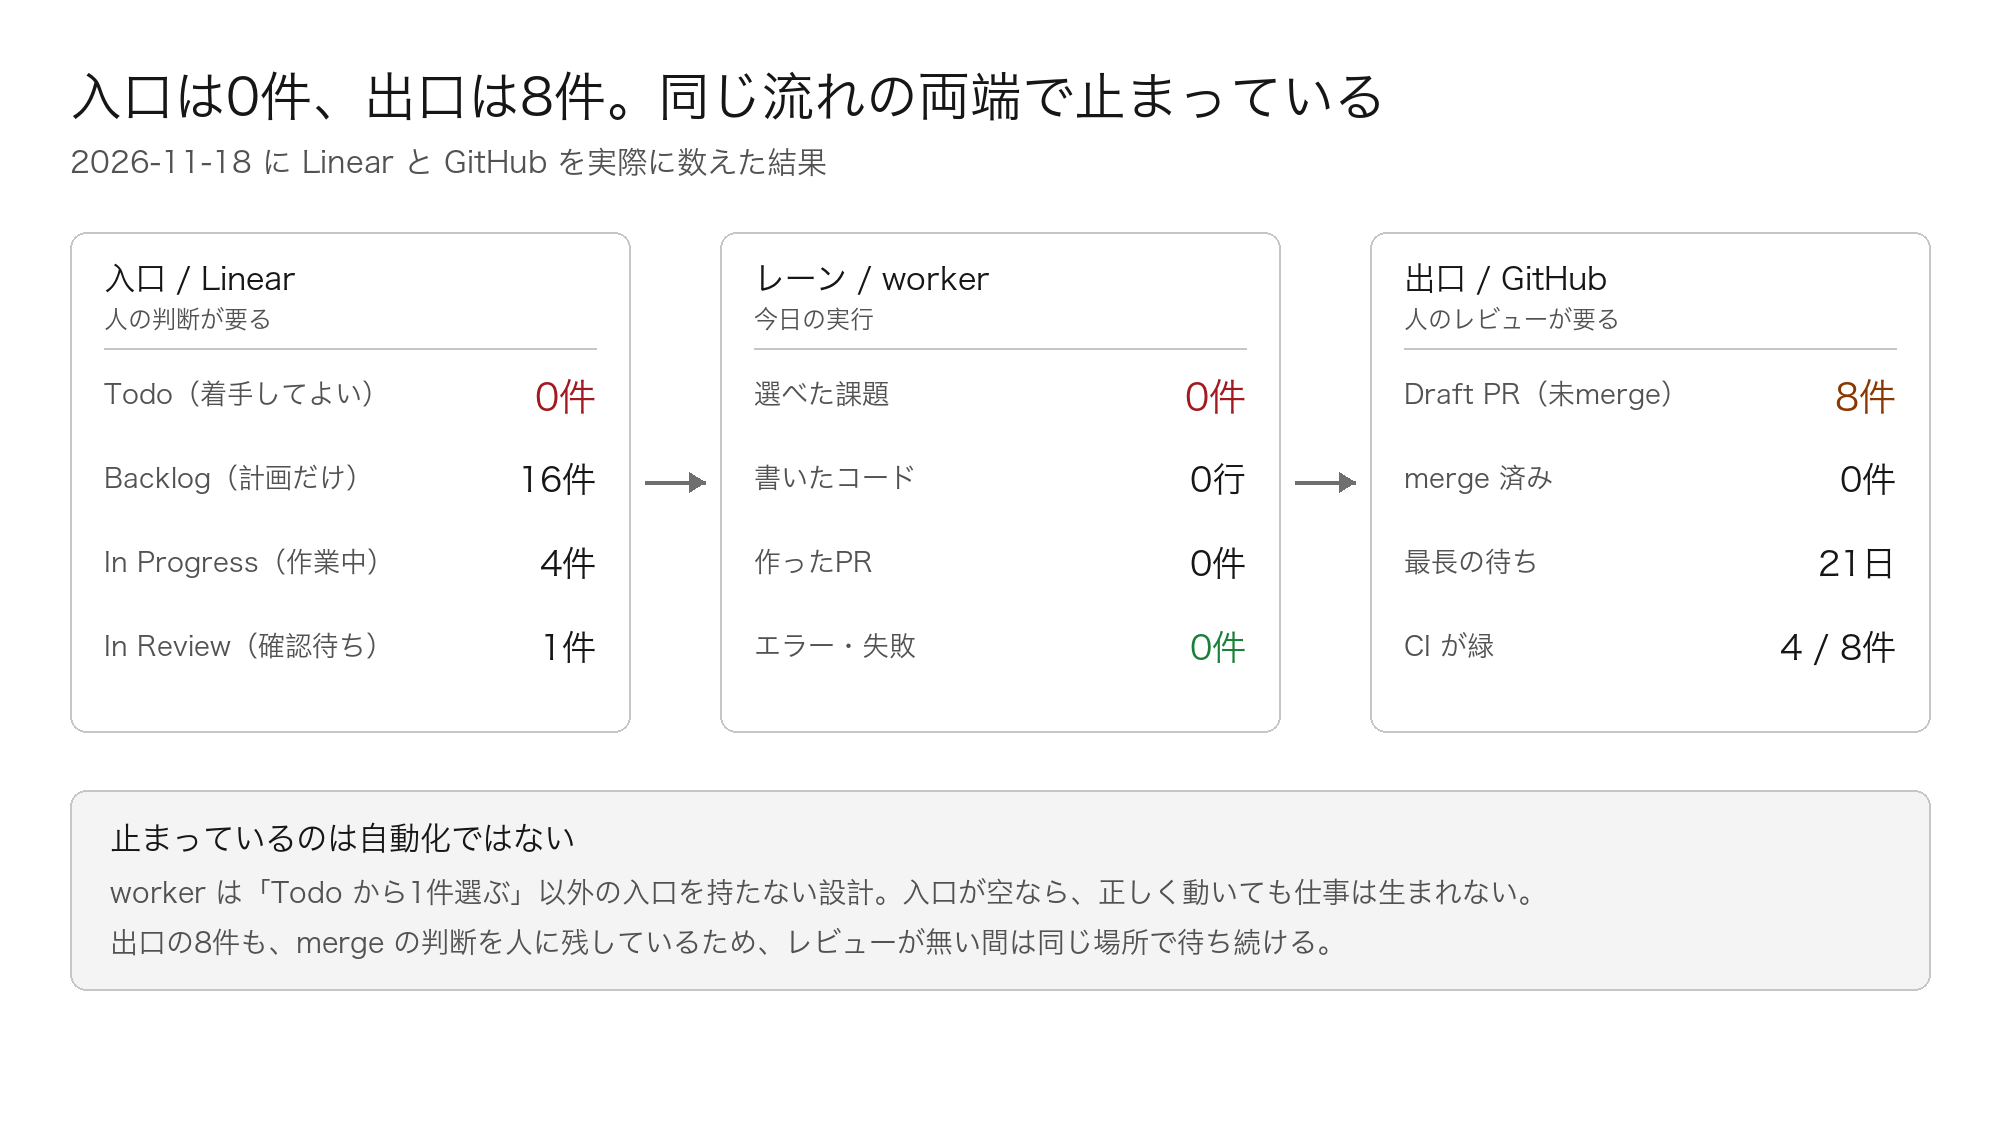 入口は0件、出口は8件。同じ流れの両端で止まっている
2026-11-18 に Linear と GitHub を実際に数えた結果
入口 / Linear
人の判断が要る
Todo（着手してよい） 0件
Backlog（計画だけ） 16件
In Progress（作業中） 4件
In Review（確認待ち） 1件
レーン / worker
今日の実行
選べた課題 0件
書いたコード 0行
作ったPR 0件
エラー・失敗 0件
出口 / GitHub
人のレビューが要る
Draft PR（未merge） 8件
merge 済み 0件
最長の待ち 21日
CI が緑 4 / 8件
止まっているのは自動化ではない
worker は「Todo から1件選ぶ」以外の入口を持たない設計。入口が空なら、正しく動いても仕事は生まれない。
出口の8件も、merge の判断を人に残しているため、レビューが無い間は同じ場所で待ち続ける。